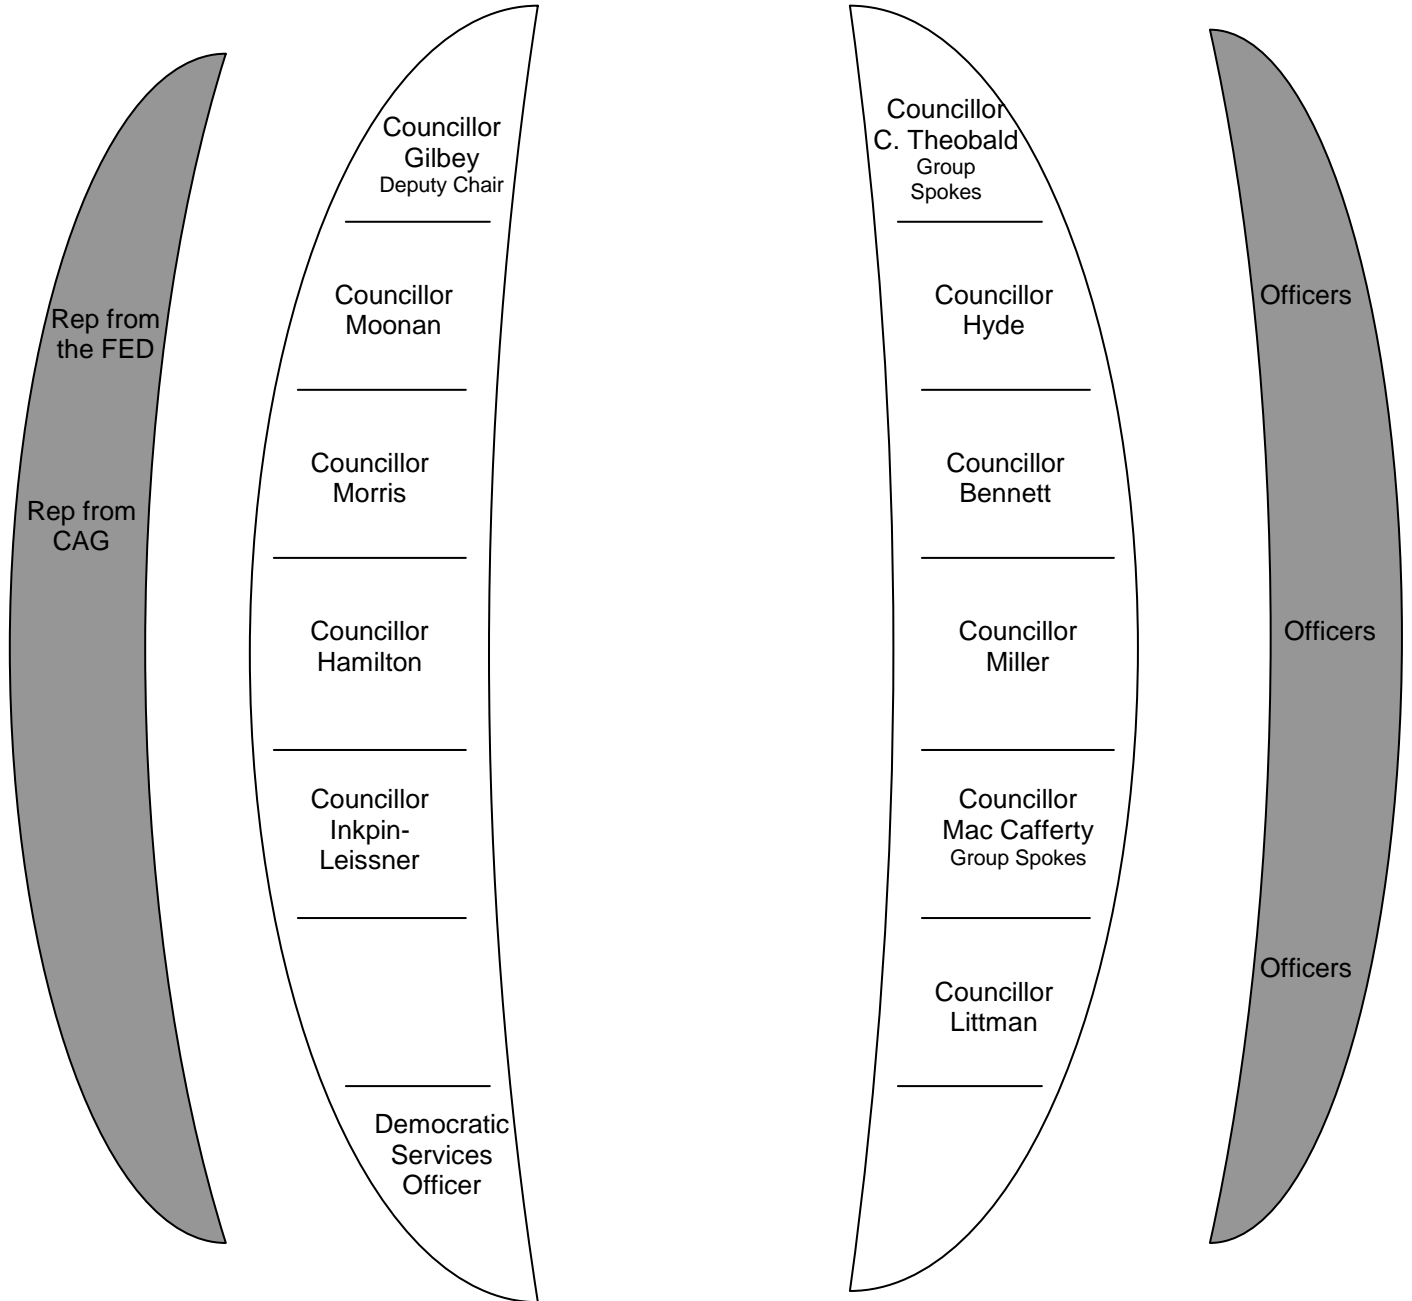 Rep from
the FED
Rep from
CAG
Councillor
Gilbey
Deputy Chair
Councillor
Moonan
Councillor
Morris
Councillor
Hamilton
Councillor
Inkpin-
Leissner
Democratic
Services
Officer
Councillor
C. Theobald
Group
Spokes
Councillor
Hyde
Councillor
Bennett
Councillor
Miller
Councillor
Mac Cafferty
Group Spokes
Councillor
Littman
Officers
Officers
Officers